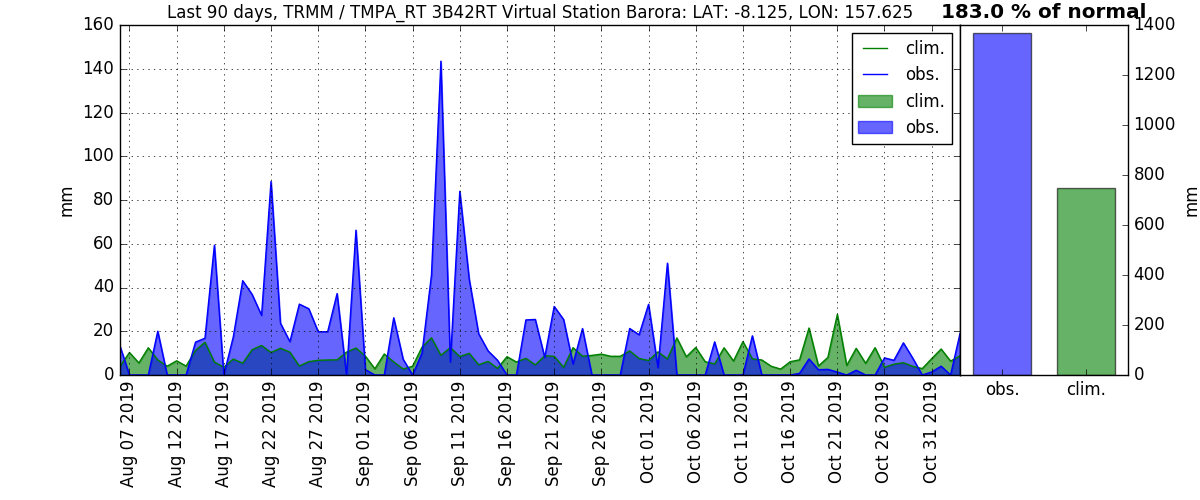 Last 90 days, TRMM / TMPA_RT 3B42RT Virtual Station Barora: LAT: -8.125, LON: 157.625
183.0 % of normal
160
140
120
100
80
60
40
20
0
mm
clim.
obs.
clim.
obs.
1400
1200
1000
800
600
400
200
0
mm
Aug 07 2019
Aug 12 2019
Aug 17 2019
Aug 22 2019
Aug 27 2019
Sep 01 2019
Sep 06 2019
Sep 11 2019
Sep 16 2019
Sep 21 2019
Sep 26 2019
Oct 01 2019
Oct 06 2019
Oct 11 2019
Oct 16 2019
Oct 21 2019
Oct 26 2019
Oct 31 2019
obs.
clim.